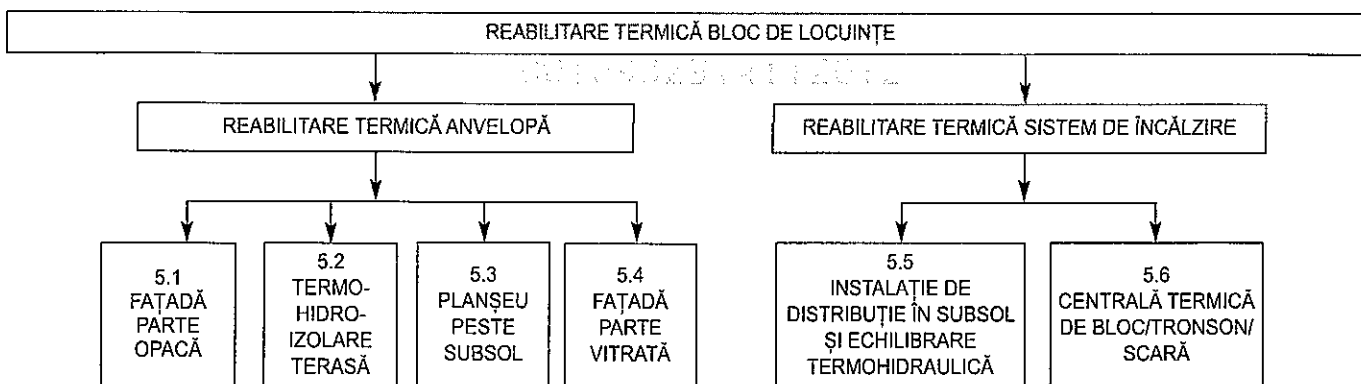 REABILITARE TERMICĂ BLOC DE LOCUINȚE
REABILITARE TERMICĂ ANVELOPĂ
REABILITARE TERMICĂ SISTEM DE ÎNCĂLZIRE
5.1
FAȚADĂ
PARTE
OPACĂ
5.2
TERMO-
HIDRO-
IZOLARE
TERASĂ
5.3
PLANȘEU
PESTE
SUBSOL
5.4
FAȚADĂ
PARTE
VITRATĂ
5.5
INSTALAȚIE DE
DISTRIBUȚIE ÎN SUBSOL
ȘI ECHILIBRARE
TERMOHIDRAULICĂ
5.6
CENTRALĂ TERMICĂ
DE BLOC/TRONSON/
SCARĂ